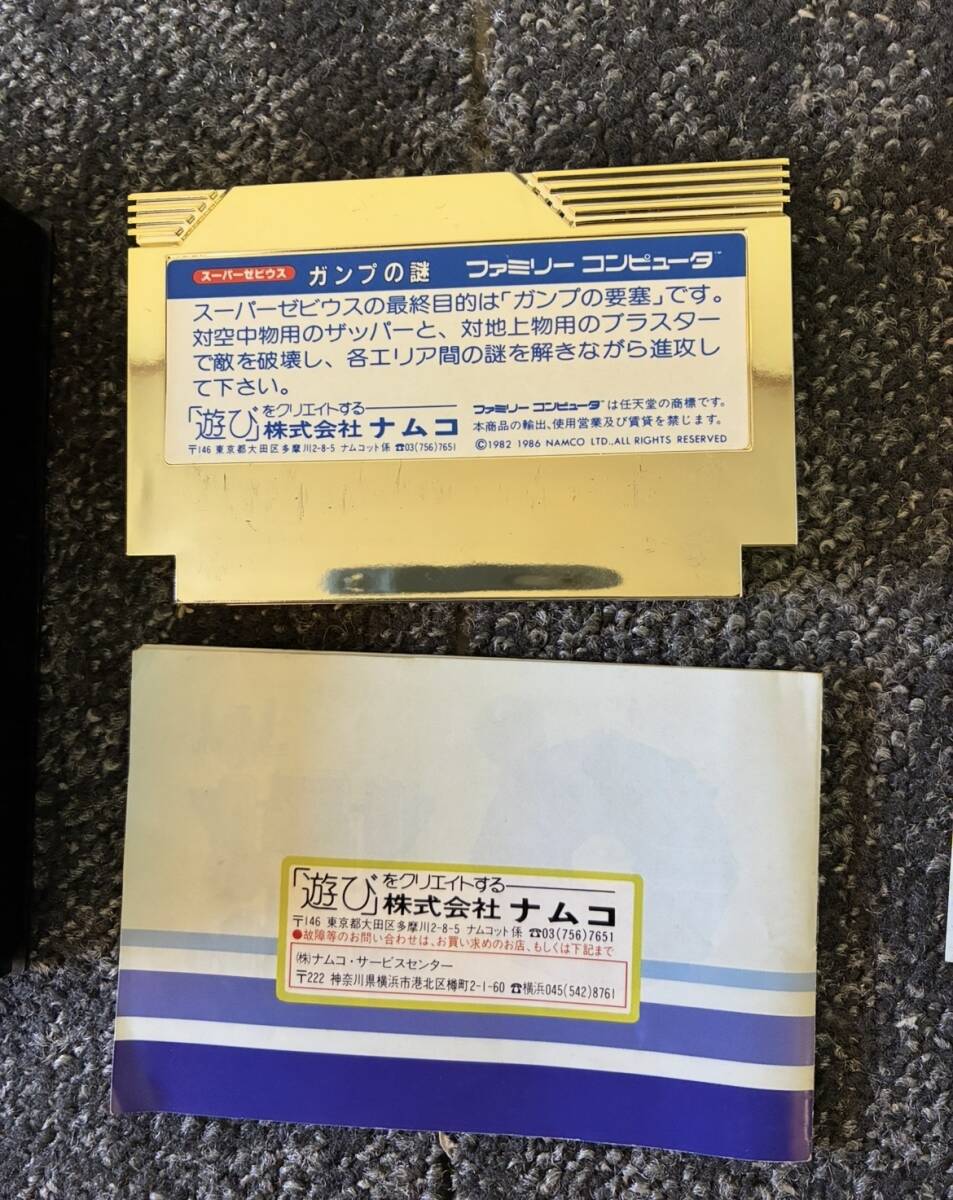 スーパーゼビウス ガンプの謎 ファミリー コンピュータ™
スーパーゼビウスの最終目的は「ガンプの要塞」です。
対空中物用のザッパーと、対地上物用のブラスター
で敵を破壊し、各エリア間の謎を解きながら進攻し
て下さい。
「遊び」をクリエイトする
株式会社 ナムコ
〒146 東京都大田区多摩川2-8-5 ナムコット係 ☎03(756)7651
ファミリー コンピュータ™は任天堂の商標です。
本商品の輸出、使用営業及び賃貸を禁じます。
©1982 1986 NAMCO LTD.,ALL RIGHTS RESERVED
「遊び」をクリエイトする
株式会社 ナムコ
〒146 東京都大田区多摩川2-8-5 ナムコット係 ☎03(756)7651
●故障等のお問い合わせは、お買い求めのお店、もしくは下記まで
(株)ナムコ・サービスセンター
〒222 神奈川県横浜市港北区樽町2-1-60 ☎横浜045(542)8761